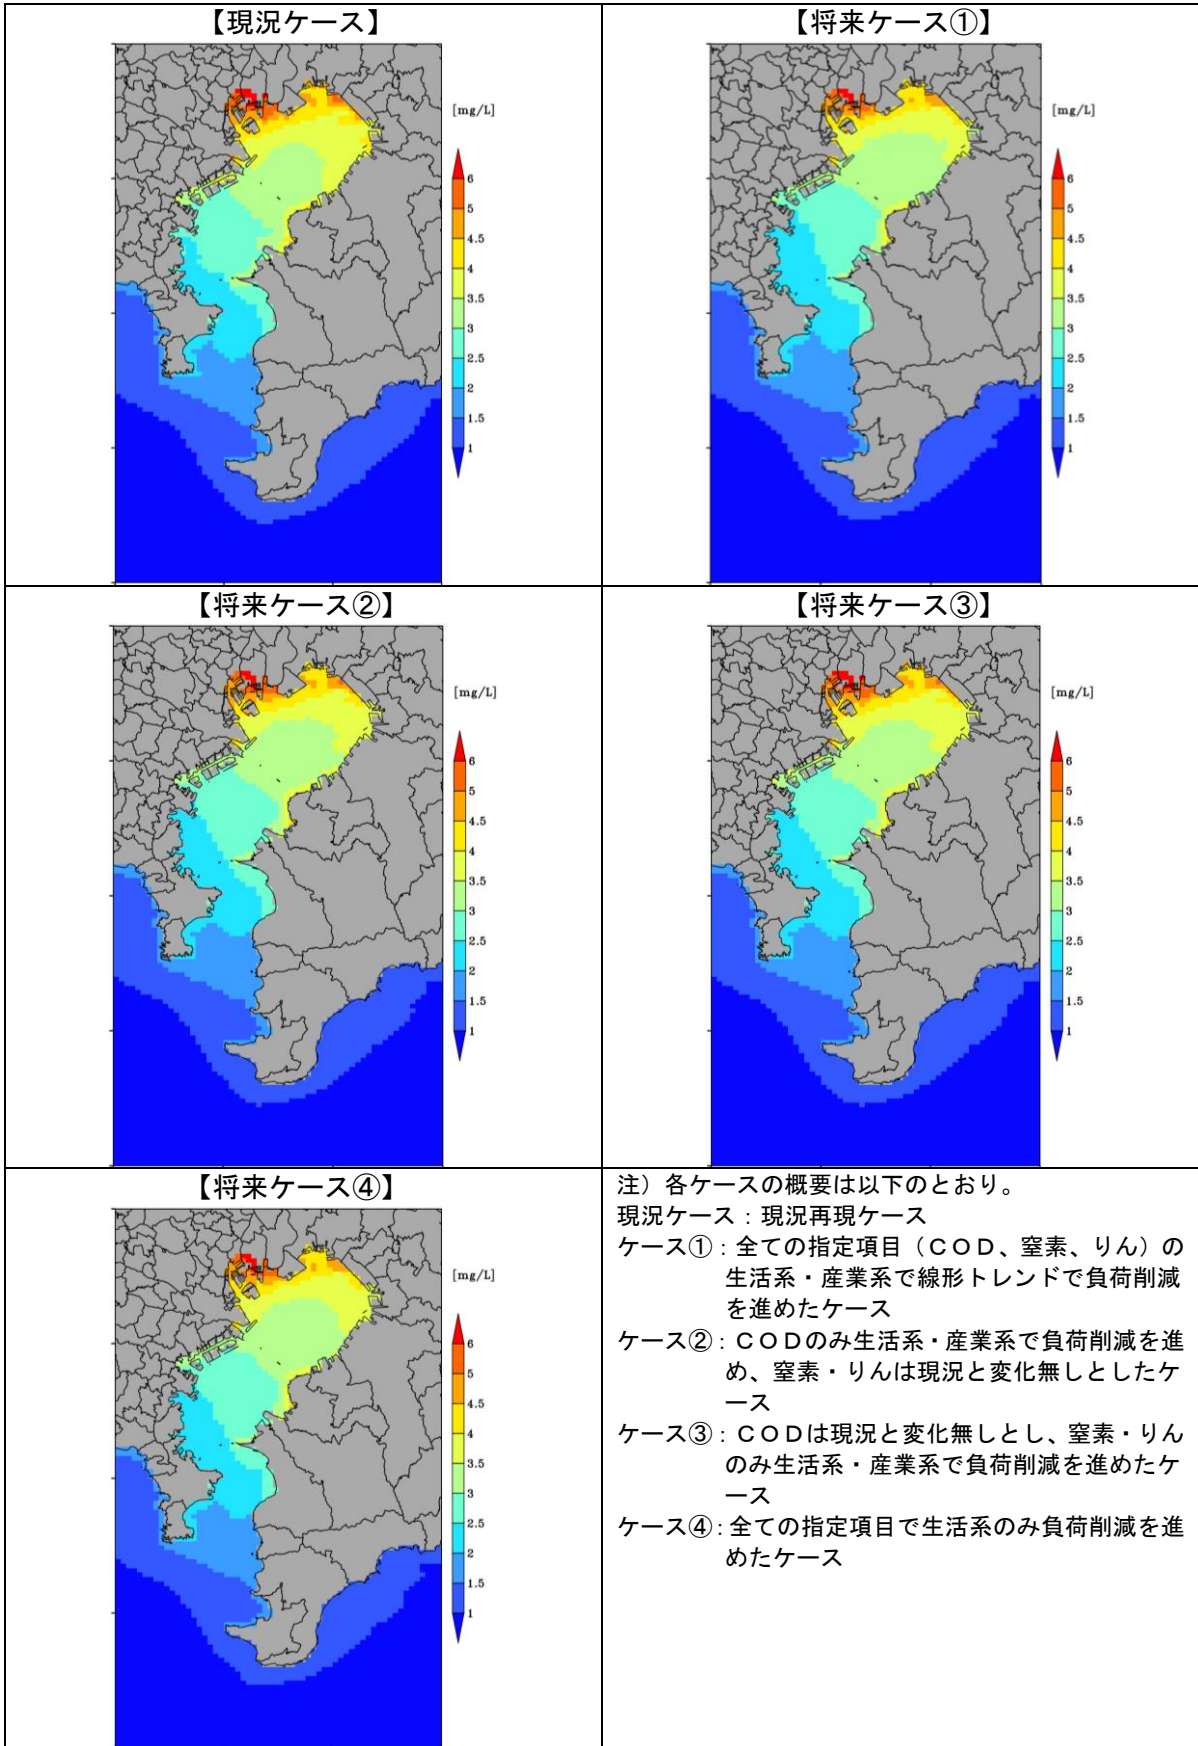 【現況ケース】
[mg/L]
6
5
4.5
4
3.5
3
2.5
2
1.5
1
【将来ケース①】
[mg/L]
6
5
4.5
4
3.5
3
2.5
2
1.5
1
【将来ケース②】
[mg/L]
6
5
4.5
4
3.5
3
2.5
2
1.5
1
【将来ケース③】
[mg/L]
6
5
4.5
4
3.5
3
2.5
2
1.5
1
【将来ケース④】
[mg/L]
6
5
4.5
4
3.5
3
2.5
2
1.5
1
注）各ケースの概要は以下のとおり。
現況ケース：現況再現ケース
ケース①：全ての指定項目（ＣＯＤ、窒素、りん）の
生活系・産業系で線形トレンドで負荷削減
を進めたケース
ケース②：ＣＯＤのみ生活系・産業系で負荷削減を進
め、窒素・りんは現況と変化無しとしたケ
ース
ケース③：ＣＯＤは現況と変化無しとし、窒素・りん
のみ生活系・産業系で負荷削減を進めたケ
ース
ケース④：全ての指定項目で生活系のみ負荷削減を進
めたケース